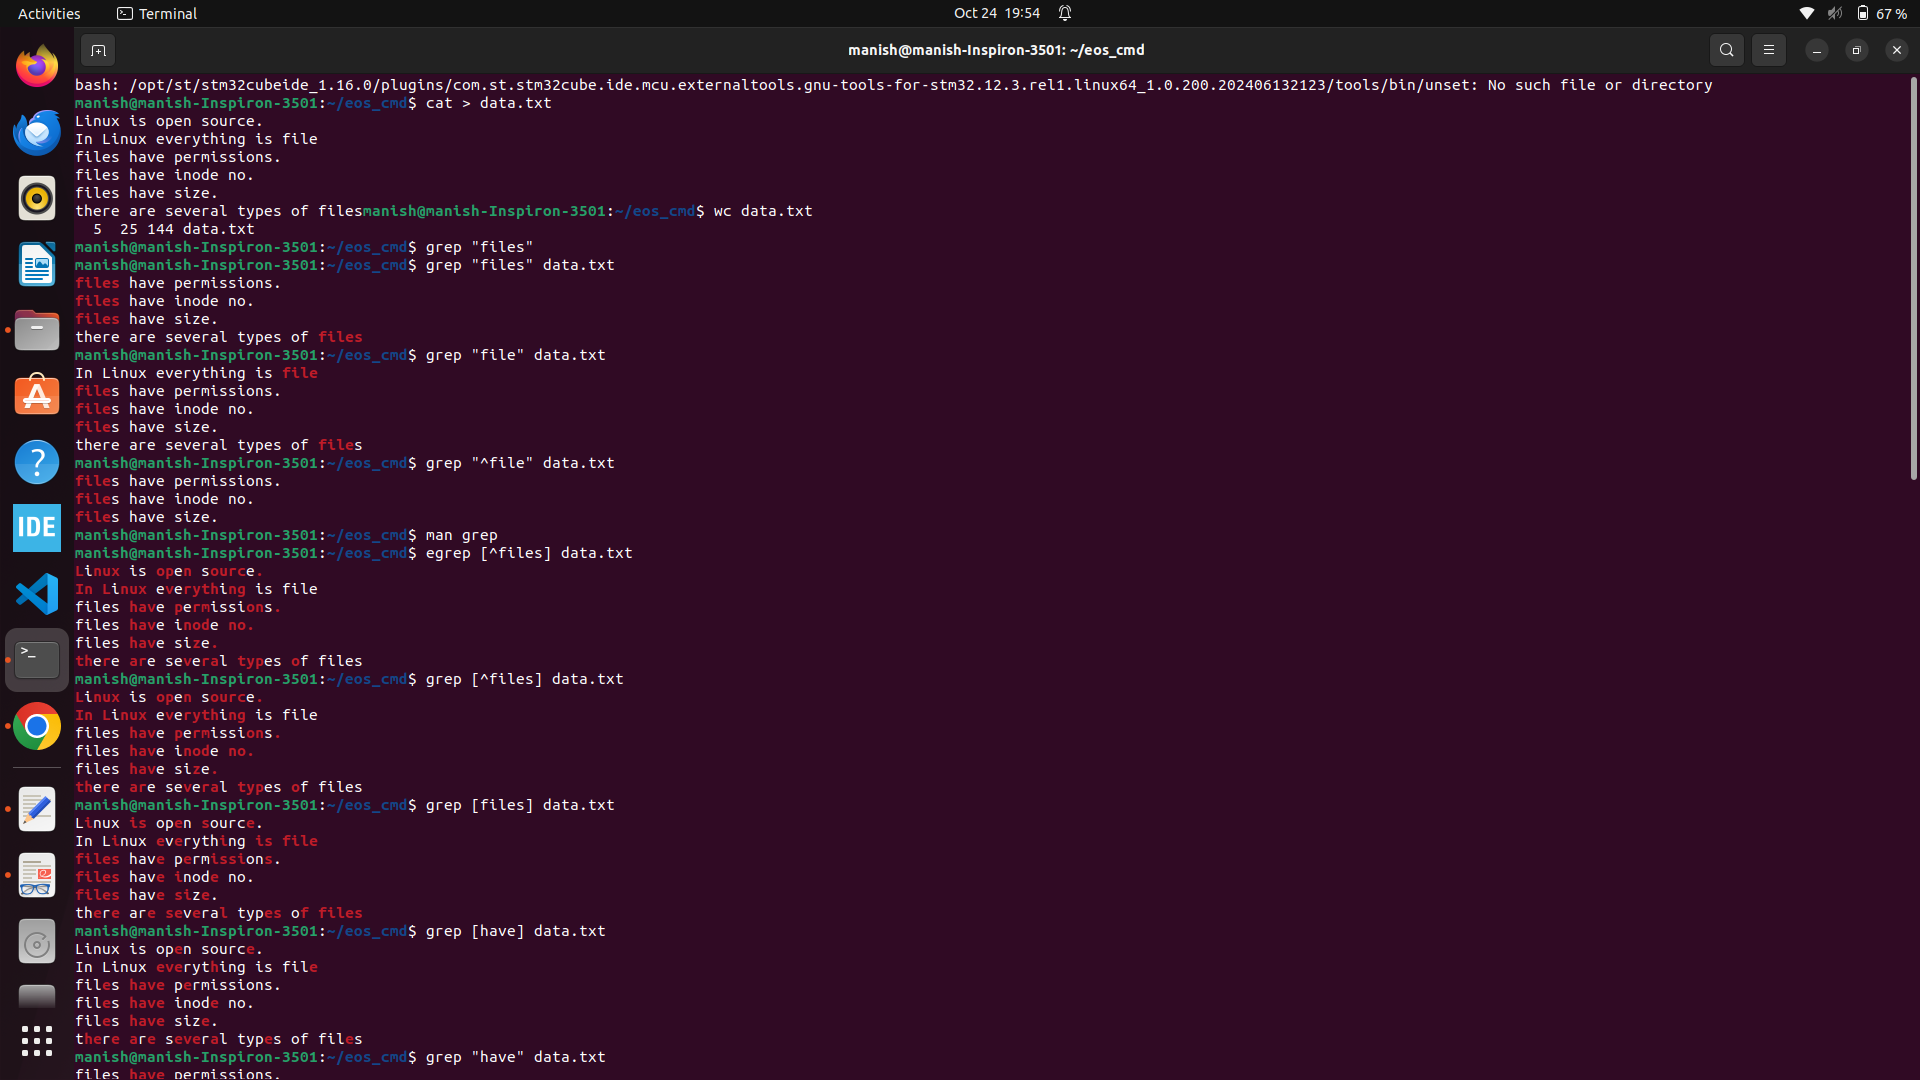 Activities
Terminal
Oct 24 19:54
67 %
manish@manish-Inspiron-3501: ~/eos_cmd
bash: /opt/st/stm32cubeide_1.16.0/plugins/com.st.stm32cube.ide.mcu.externaltools.gnu-tools-for-stm32.12.3.rel1.linux64_1.0.200.202406132123/tools/bin/unset: No such file or directory
manish@manish-Inspiron-3501:~/eos_cmd$ cat > data.txt
Linux is open source.
In Linux everything is file
files have permissions.
files have inode no.
files have size.
there are several types of filesmanish@manish-Inspiron-3501:~/eos_cmd$ wc data.txt
  5  25 144 data.txt
manish@manish-Inspiron-3501:~/eos_cmd$ grep "files"
manish@manish-Inspiron-3501:~/eos_cmd$ grep "files" data.txt
files have permissions.
files have inode no.
files have size.
there are several types of files
manish@manish-Inspiron-3501:~/eos_cmd$ grep "file" data.txt
In Linux everything is file
files have permissions.
files have inode no.
files have size.
there are several types of files
manish@manish-Inspiron-3501:~/eos_cmd$ grep "^file" data.txt
files have permissions.
files have inode no.
files have size.
manish@manish-Inspiron-3501:~/eos_cmd$ man grep
manish@manish-Inspiron-3501:~/eos_cmd$ egrep [^files] data.txt
Linux is open source.
In Linux everything is file
files have permissions.
files have inode no.
files have size.
there are several types of files
manish@manish-Inspiron-3501:~/eos_cmd$ grep [^files] data.txt
Linux is open source.
In Linux everything is file
files have permissions.
files have inode no.
files have size.
there are several types of files
manish@manish-Inspiron-3501:~/eos_cmd$ grep [files] data.txt
Linux is open source.
In Linux everything is file
files have permissions.
files have inode no.
files have size.
there are several types of files
manish@manish-Inspiron-3501:~/eos_cmd$ grep [have] data.txt
Linux is open source.
In Linux everything is file
files have permissions.
files have inode no.
files have size.
there are several types of files
manish@manish-Inspiron-3501:~/eos_cmd$ grep "have" data.txt
files have permissions.
IDE